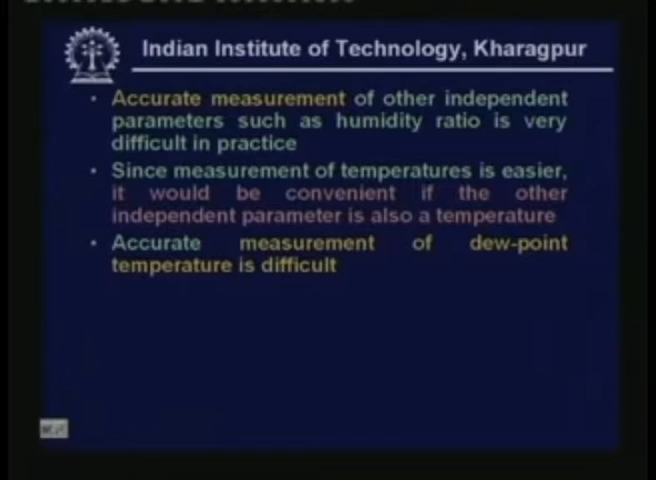 Indian Institute of Technology, Kharagpur
• Accurate measurement of other independent
parameters such as humidity ratio is very
difficult in practice
• Since measurement of temperatures is easier,
it would be convenient if the other
independent parameter is also a temperature
• Accurate measurement of dew-point
temperature is difficult